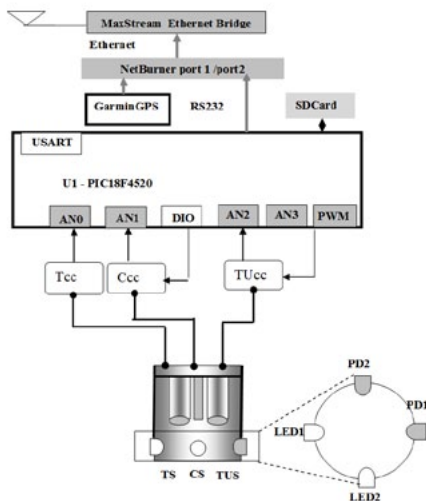 MaxStream Ethernet Bridge
Ethernet
NetBurner port 1 /port2
GarminGPS
RS232
SDCard
USART
U1 - PIC18F4520
AN0
AN1
DIO
AN2
AN3
PWM
Tcc
Ccc
TUcc
PD2
PD1
LED1
LED2
TS CS TUS